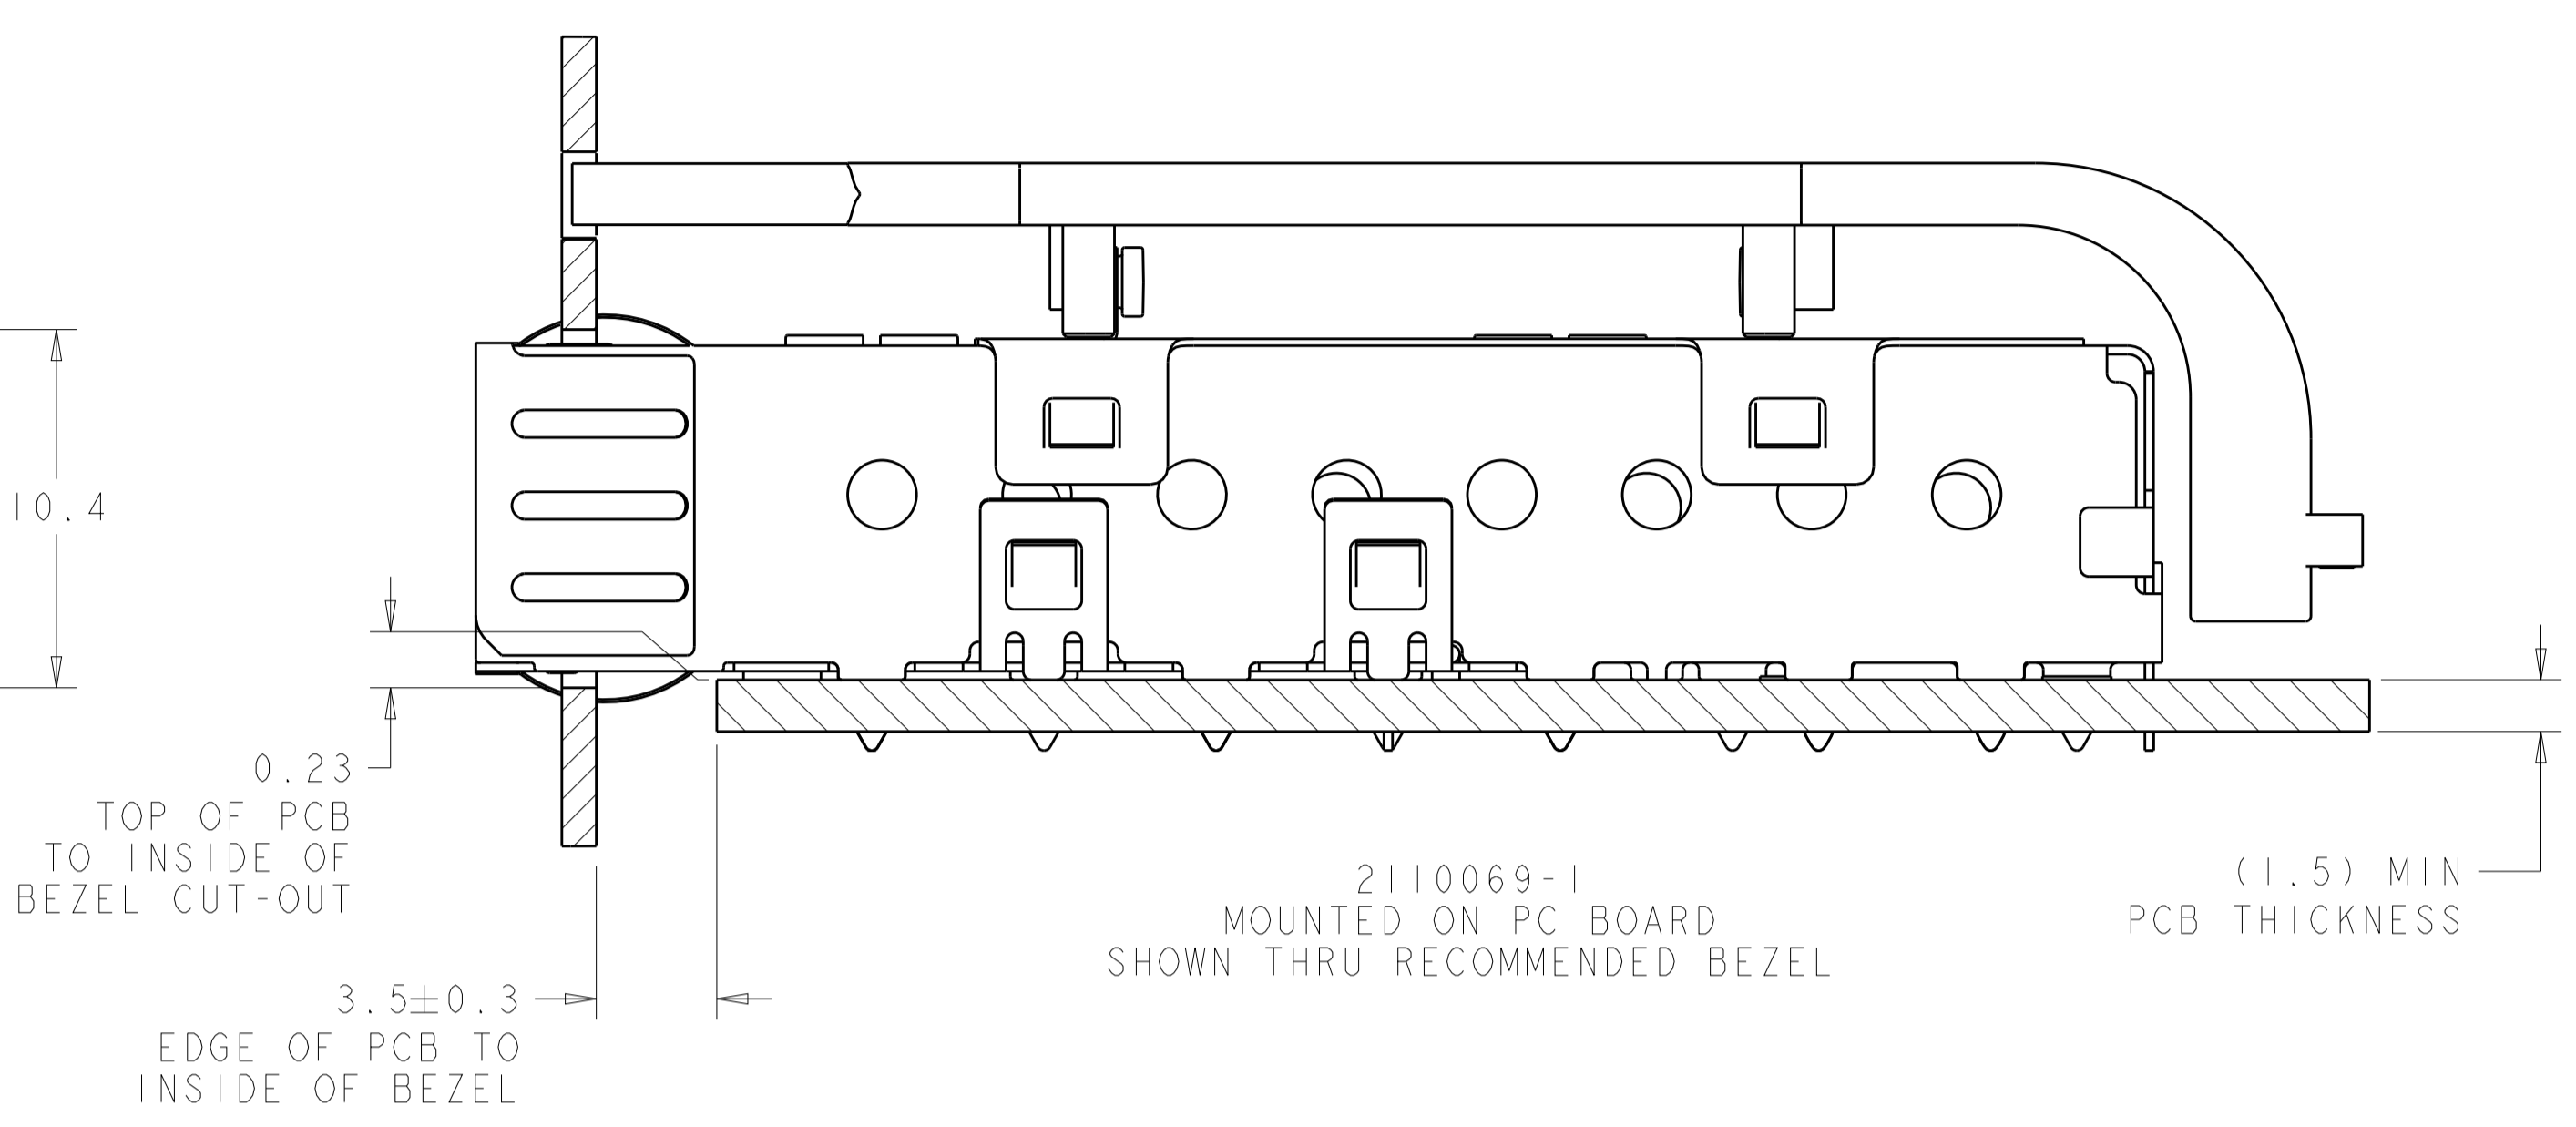 10.4
0.23
TOP OF PCB
TO INSIDE OF
BEZEL CUT-OUT
3.5±0.3
EDGE OF PCB TO
INSIDE OF BEZEL
2110069-1
MOUNTED ON PC BOARD
SHOWN THRU RECOMMENDED BEZEL
(1.5) MIN
PCB THICKNESS